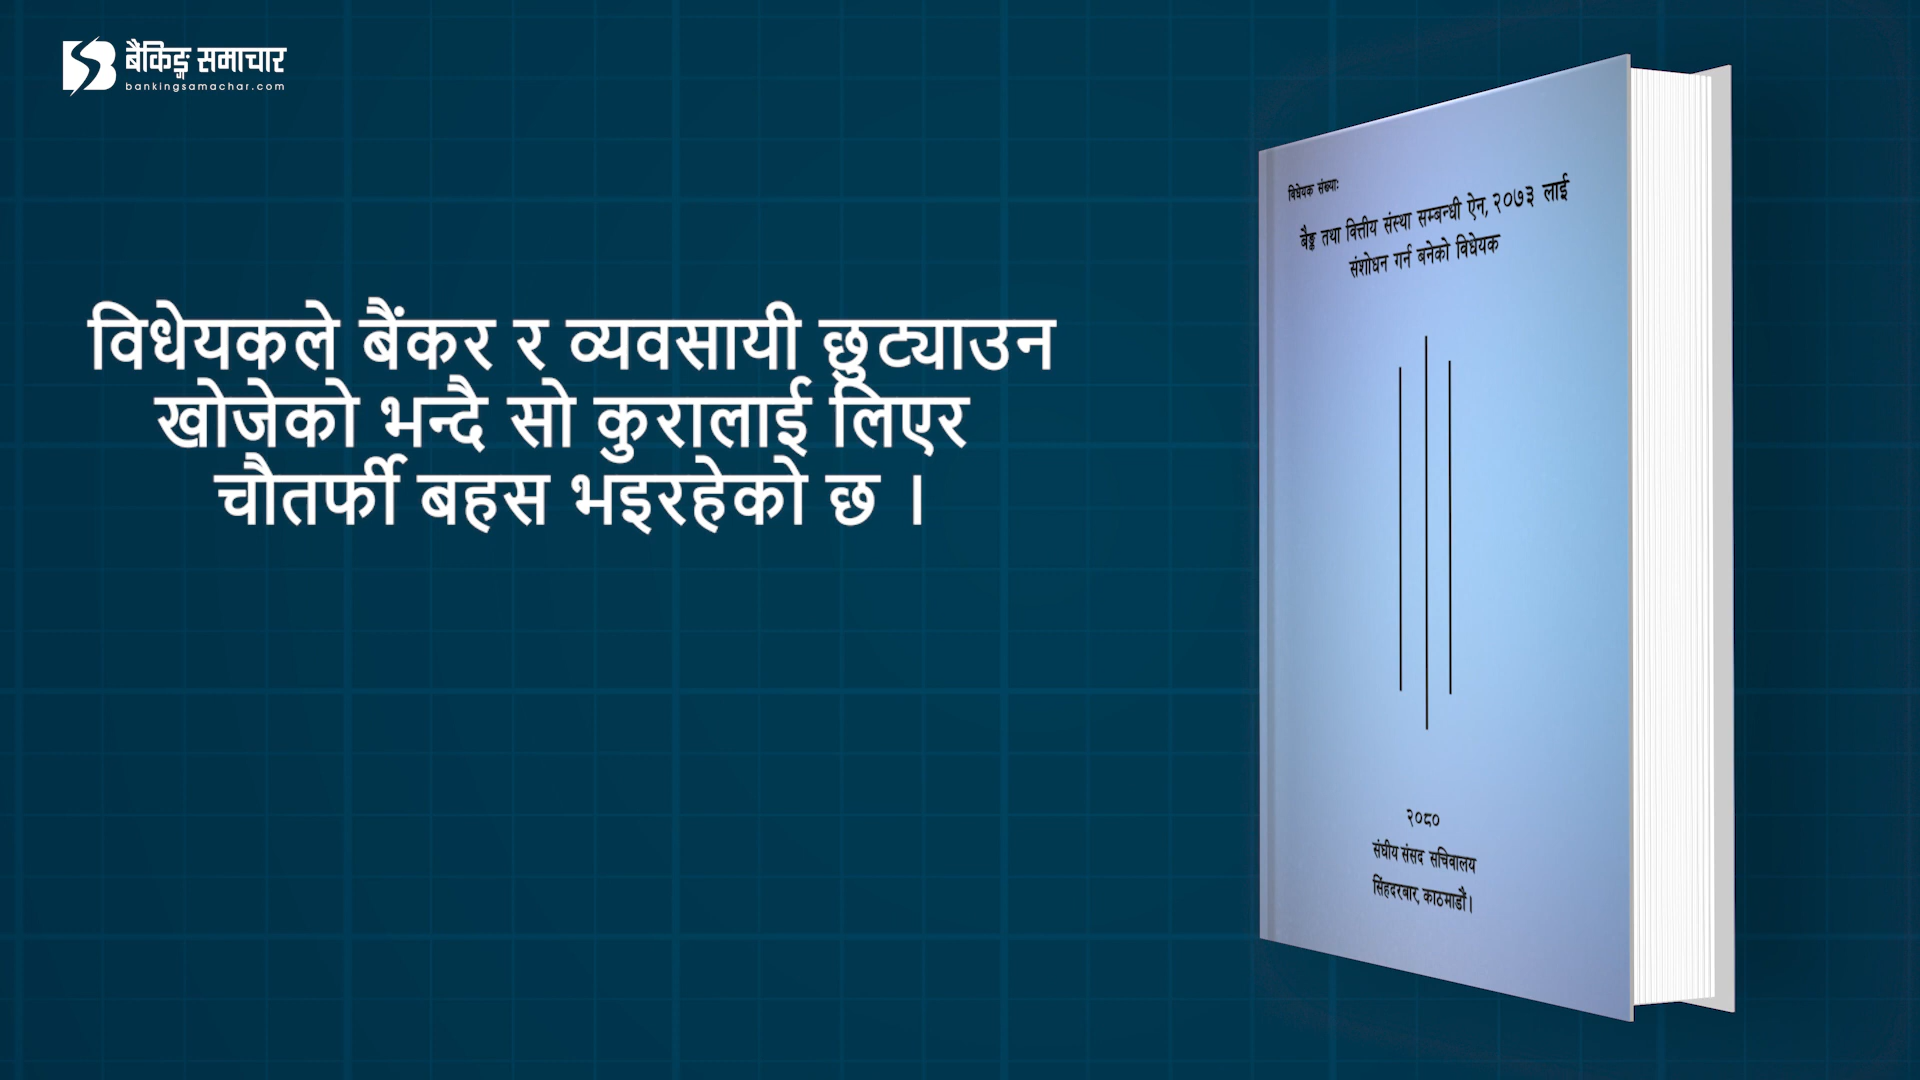 बैंकिङ्ग समाचार
bankingsamachar.com
विधेयकले बैंकर र व्यवसायी छुट्याउन
खोजेको भन्दै सो कुरालाई लिएर
चौतर्फी बहस भइरहेको छ ।
विधेयक संख्याः
बैङ्क तथा वित्तीय संस्था सम्बन्धी ऐन, २०७३ लाई
संशोधन गर्न बनेको विधेयक
२०८०
संघीय संसद सचिवालय
सिंहदरबार, काठमाडौं।